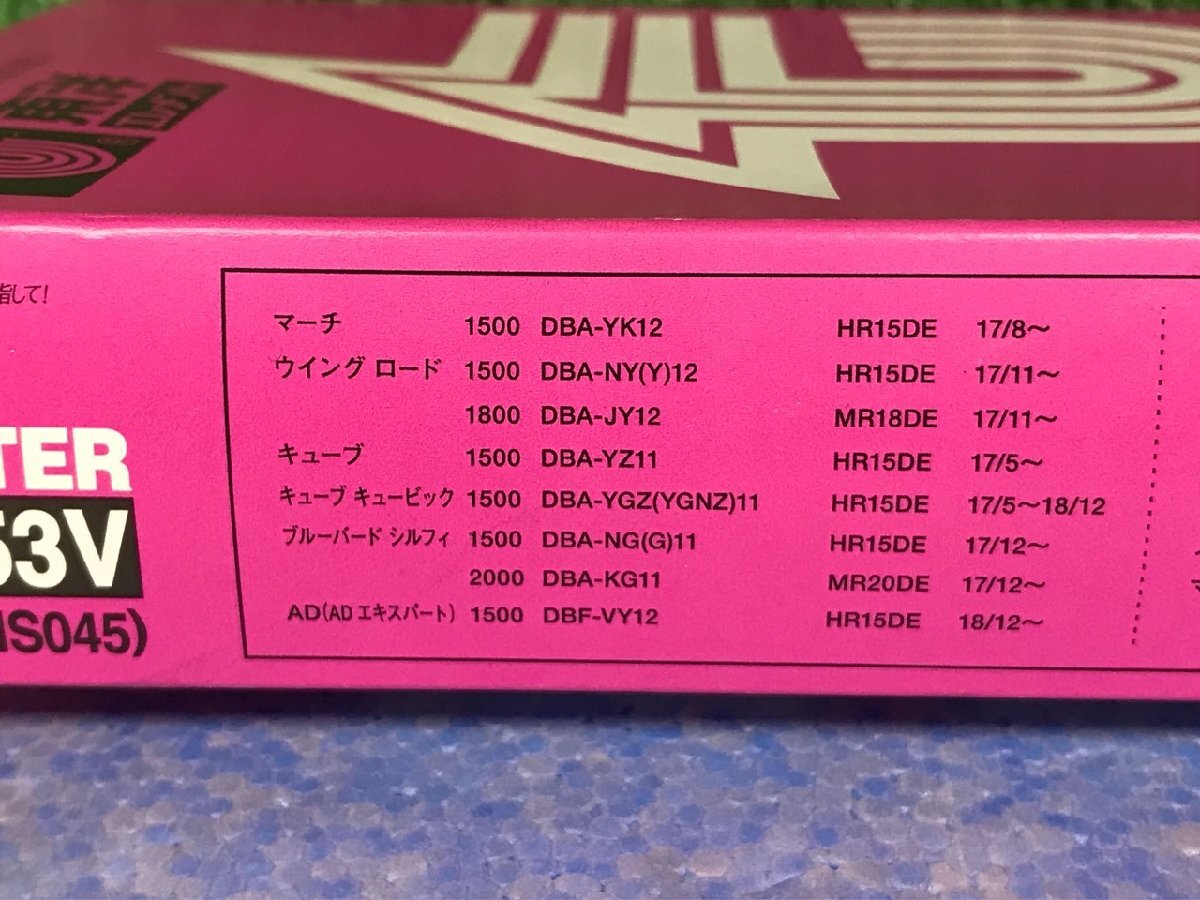 東洋
指して!
TER
53V
S045)
マーチ 1500 DBA-YK12 HR15DE 17/8〜
ウイング ロード 1500 DBA-NY(Y)12 HR15DE 17/11〜
1800 DBA-JY12 MR18DE 17/11〜
キューブ 1500 DBA-YZ11 HR15DE 17/5〜
キューブ キュービック 1500 DBA-YGZ(YGNZ)11 HR15DE 17/5〜18/12
ブルーバード シルフィ 1500 DBA-NG(G)11 HR15DE 17/12〜
2000 DBA-KG11 MR20DE 17/12〜
AD(AD エキスパート) 1500 DBF-VY12 HR15DE 18/12〜